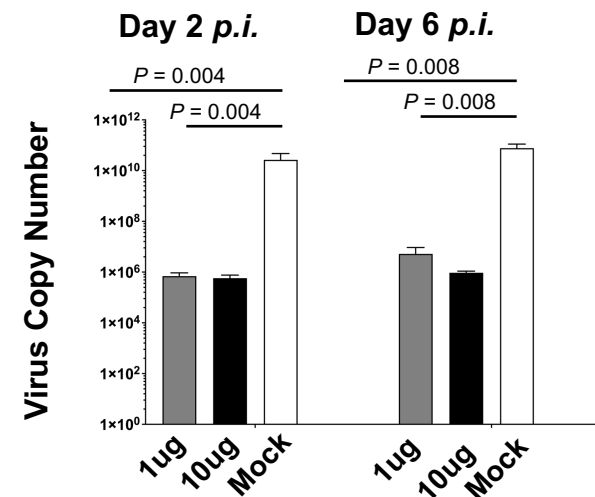 Day 2 p.i.
Day 6 p.i.
P = 0.004
P = 0.008
P = 0.004
P = 0.008
Virus Copy Number
1×10¹²
1×10¹⁰
1×10⁸
1×10⁶
1×10⁴
1×10²
1×10⁰
1ug
10ug
Mock
1ug
10ug
Mock